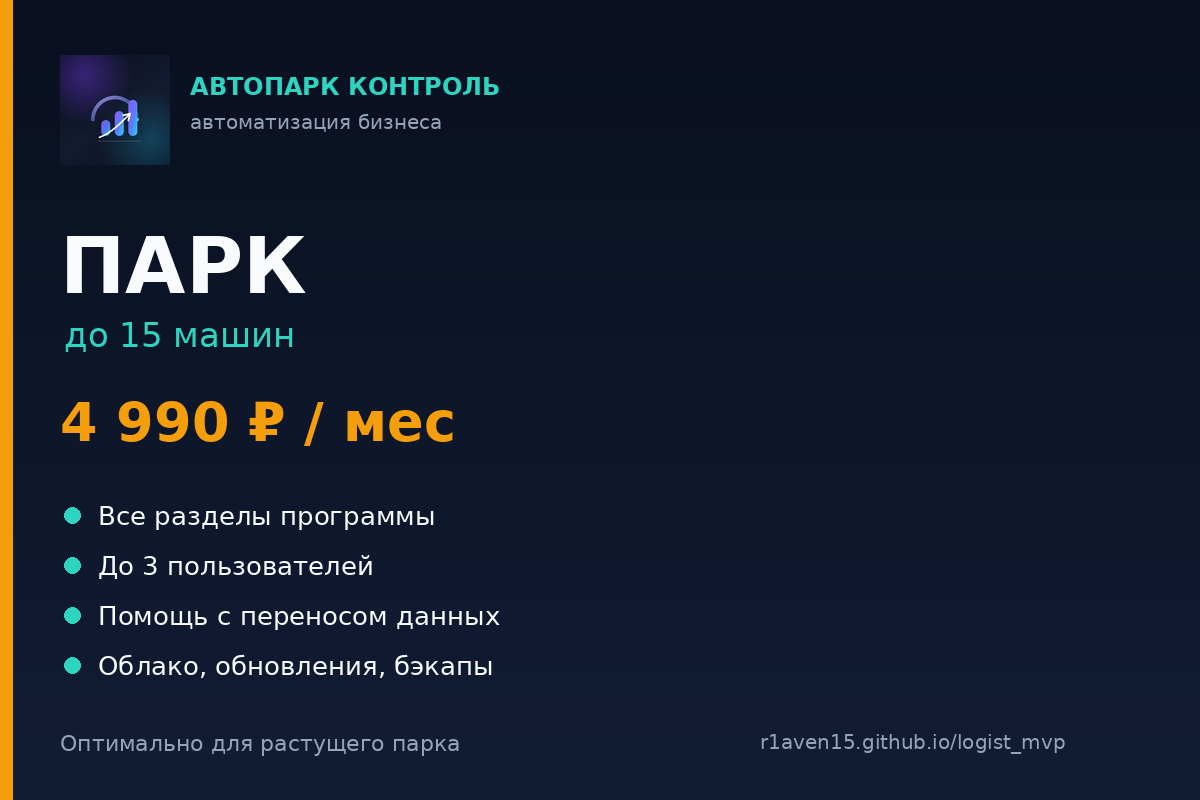 АВТОПАРК КОНТРОЛЬ
автоматизация бизнеса
ПАРК
до 15 машин
4 990 ₽ / мес
Все разделы программы
До 3 пользователей
Помощь с переносом данных
Облако, обновления, бэкапы
Оптимально для растущего парка
r1aven15.github.io/logist_mvp